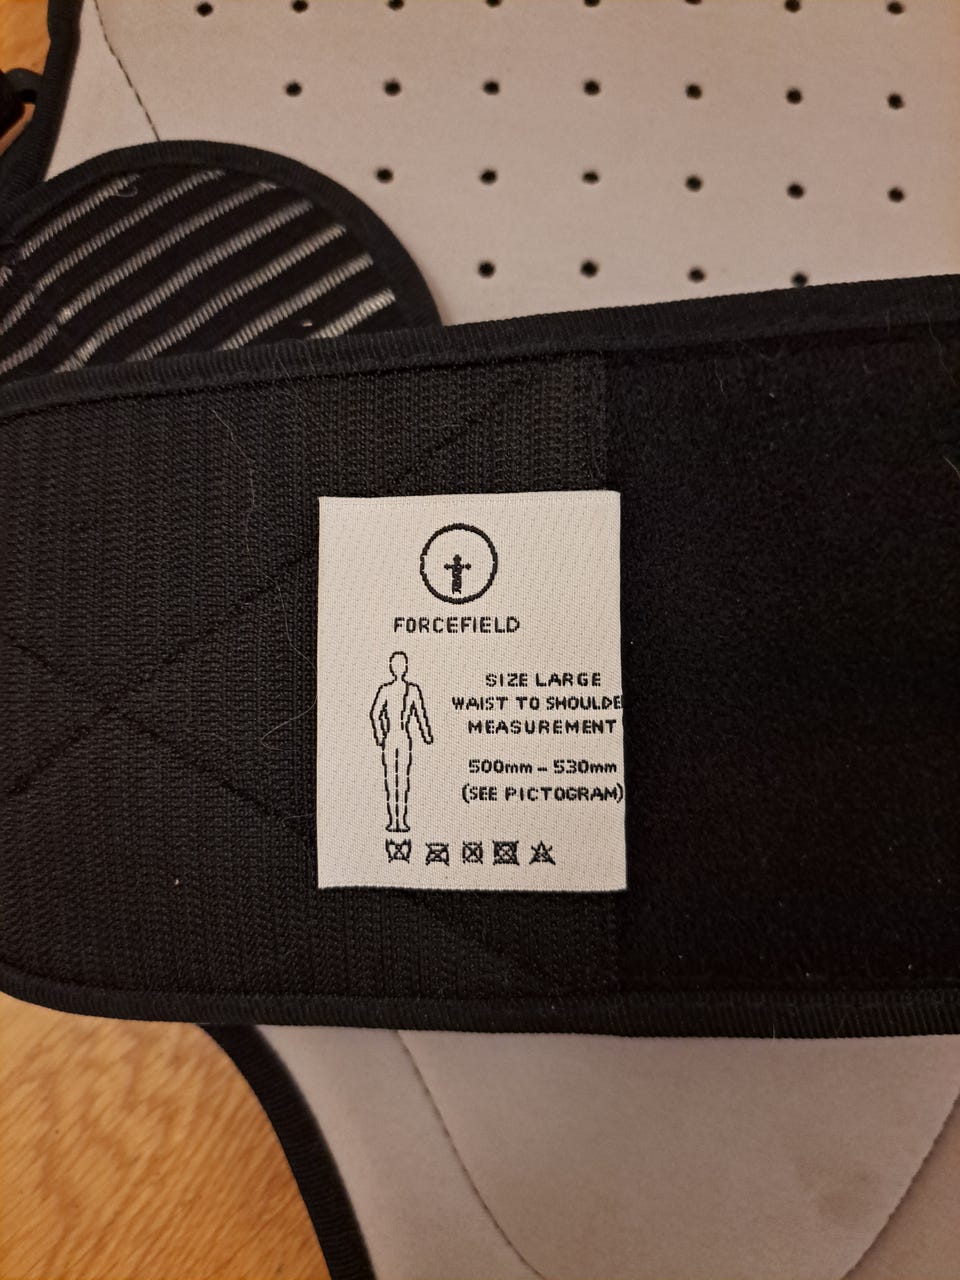 FORCEFIELD
SIZE LARGE
WAIST TO SHOULDE
MEASUREMENT
500mm - 530mm
(SEE PICTOGRAM)